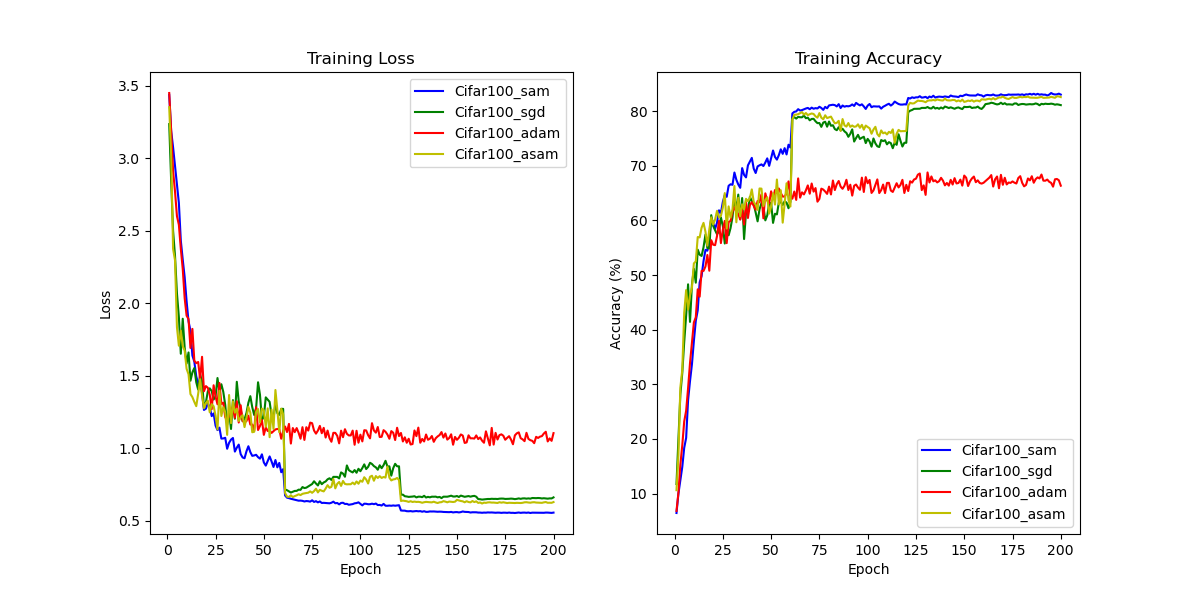 Training Loss
3.5
3.0
2.5
2.0
1.5
1.0
0.5
Loss
0 25 50 75 100 125 150 175 200
Epoch
Cifar100_sam
Cifar100_sgd
Cifar100_adam
Cifar100_asam
Training Accuracy
80
70
60
50
40
30
20
10
Accuracy (%)
0 25 50 75 100 125 150 175 200
Epoch
Cifar100_sam
Cifar100_sgd
Cifar100_adam
Cifar100_asam